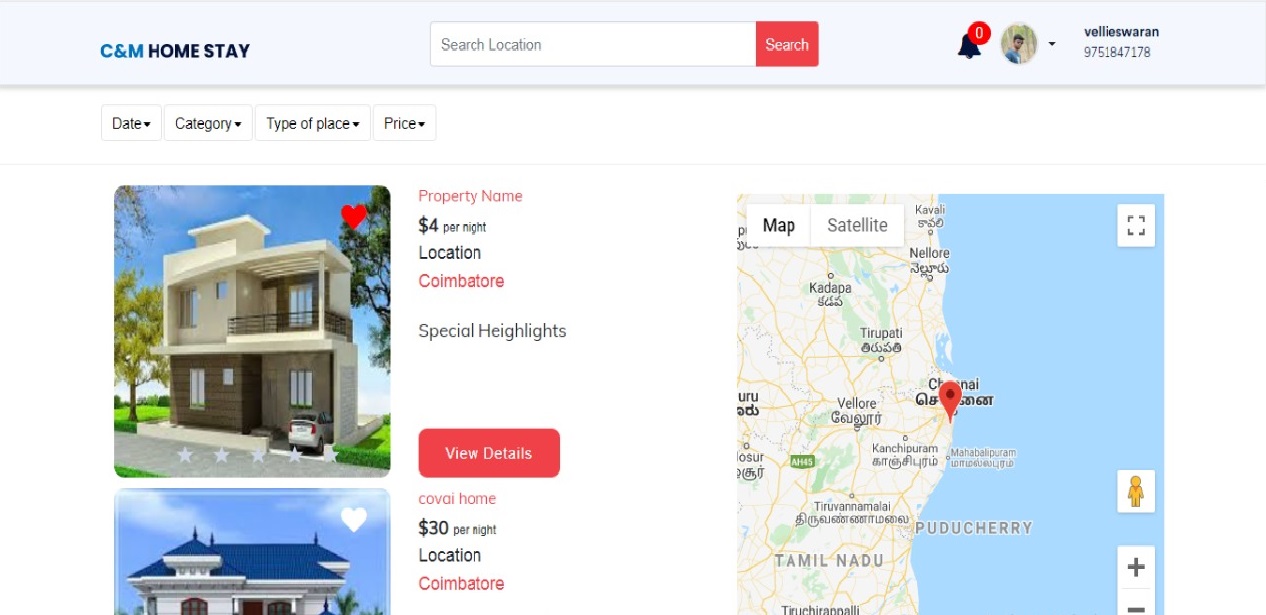 C&M HOME STAY
Search Location
Search
0
vellieswaran
9751847178
Date
Category
Type of place
Price
Property Name
$4 per night
Location
Coimbatore
Special Heighlights
View Details
covai home
$30 per night
Location
Coimbatore
Map
Satellite
Kavali
కావలి
Nellore
నెల్లూరు
Kadapa
కడప
Tirupati
తిరుపతి
Chennai
சென்னை
Vellore
வேலூர்
Kanchipuram
காஞ்சிபுரம்
Mahabalipuram
மாமல்லபுரம்
AH45
Tiruvannamalai
திருவண்ணாமலை
PUDUCHERRY
TAMIL NADU
Tiruchirappalli